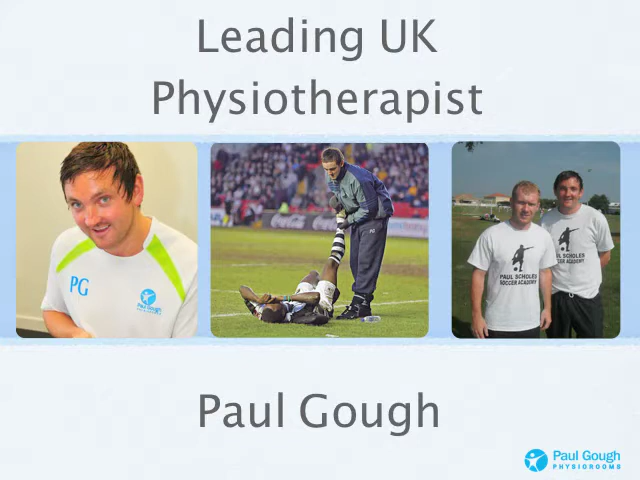 Leading UK
Physiotherapist
PG
Paul Gough
PG
PAUL SCHOLES
SOCCER ACADEMY
PAUL SCHOLES
SOCCER ACADEMY
Paul Gough
Paul Gough
PHYSIOROOMS